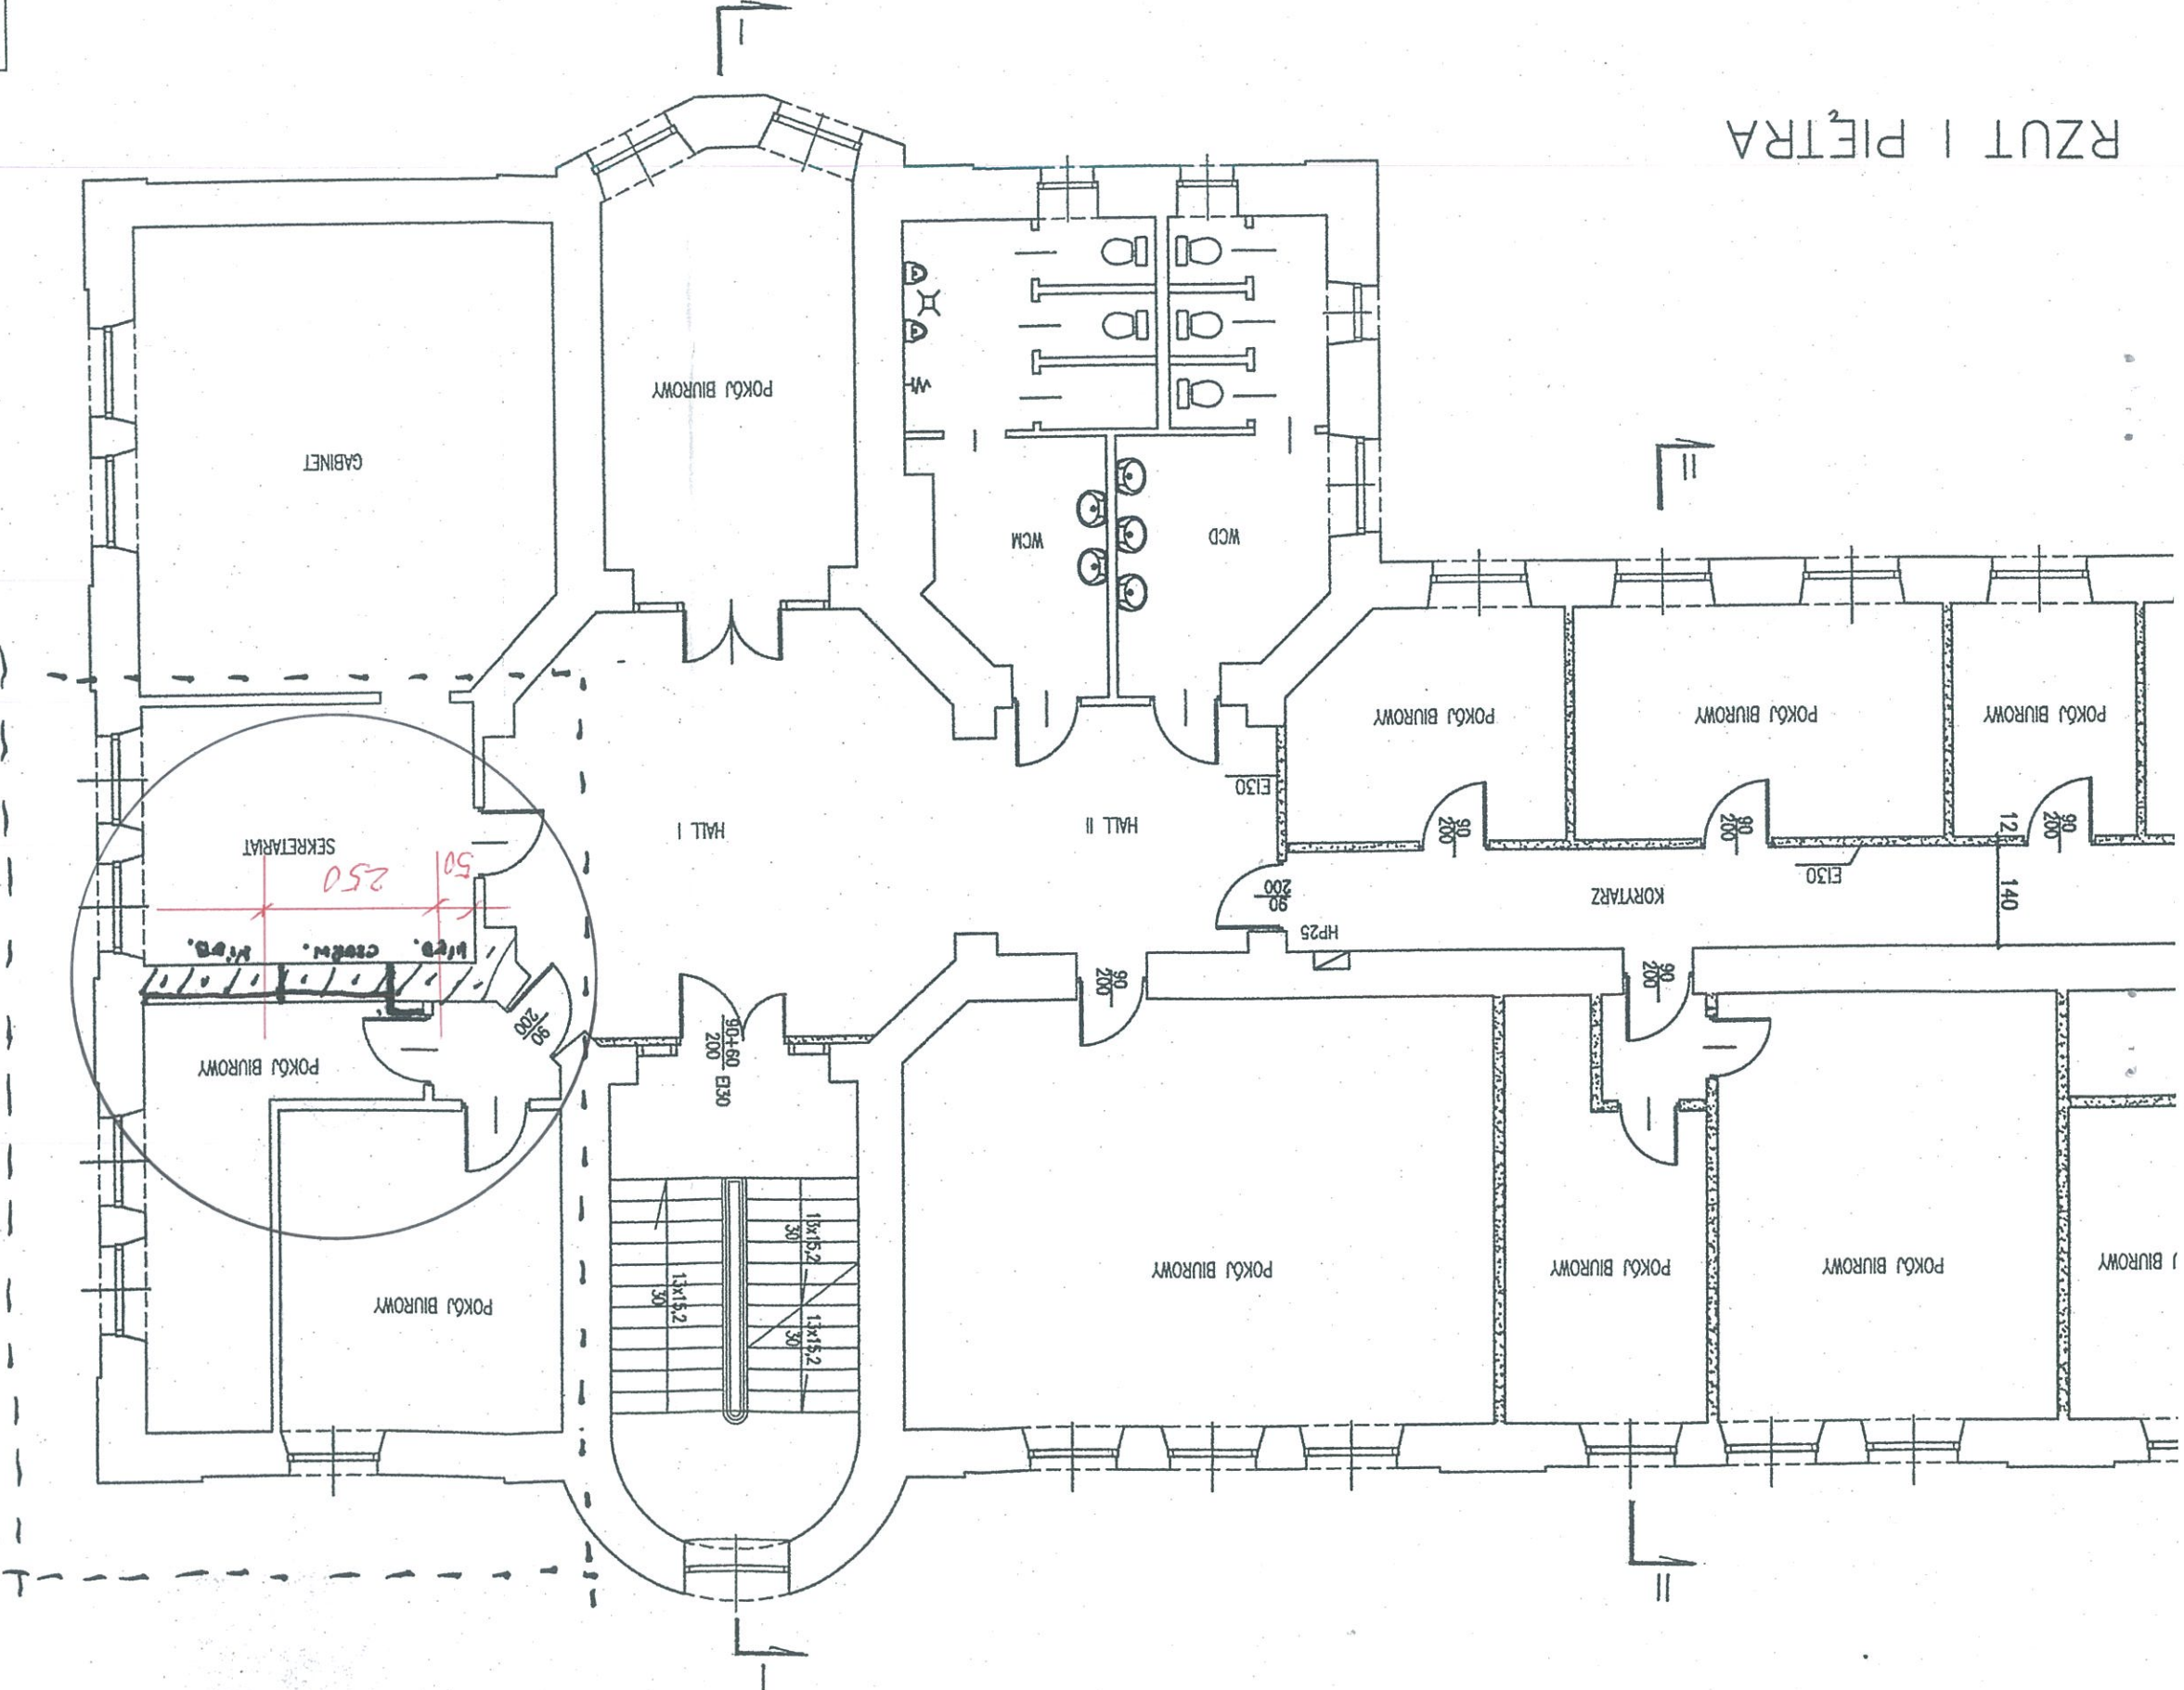 I
II
POKÓJ BIUROWY
BIUROWY
POKÓJ BIUROWY
POKÓJ BIUROWY
POKÓJ BIUROWY
13x15,2
30
13x15,2
30
13x15,2
30
POKÓJ BIUROWY
90+60
200
EI30
90
200
90
200
90
200
HP25
90
200
KORYTARZ
140
EI30
50
250
SEKRETARIAT
HALL I
HALL II
12
90
200
90
200
90
200
EI30
POKÓJ BIUROWY
POKÓJ BIUROWY
POKÓJ BIUROWY
WCD
WCM
II
GABINET
POKÓJ BIUROWY
RZUT I PIĘTRA
I